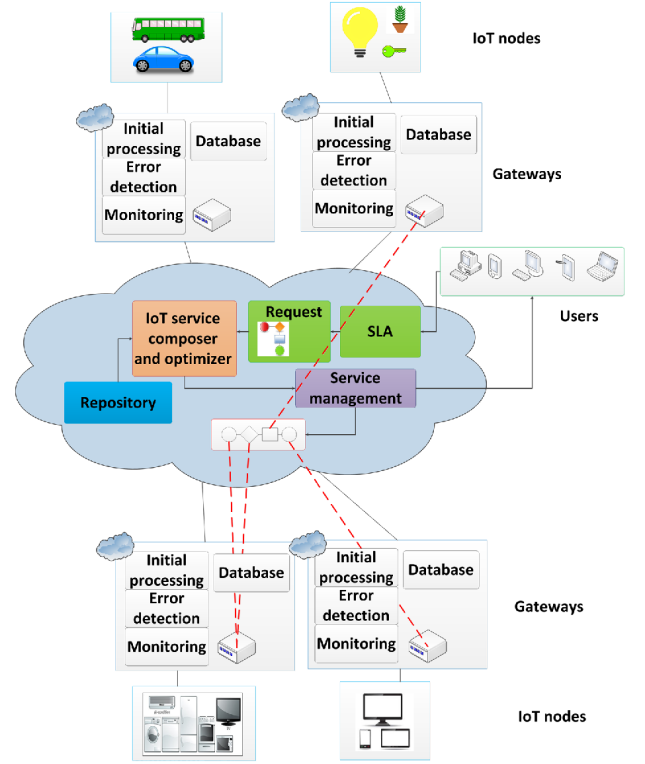 IoT nodes
Initial
processing
Database
Error
detection
Monitoring
Initial
processing
Database
Error
detection
Monitoring
Gateways
Users
IoT service
composer
and optimizer
Request
SLA
Repository
Service
management
Initial
processing
Database
Error
detection
Monitoring
Initial
processing
Database
Error
detection
Monitoring
Gateways
IoT nodes